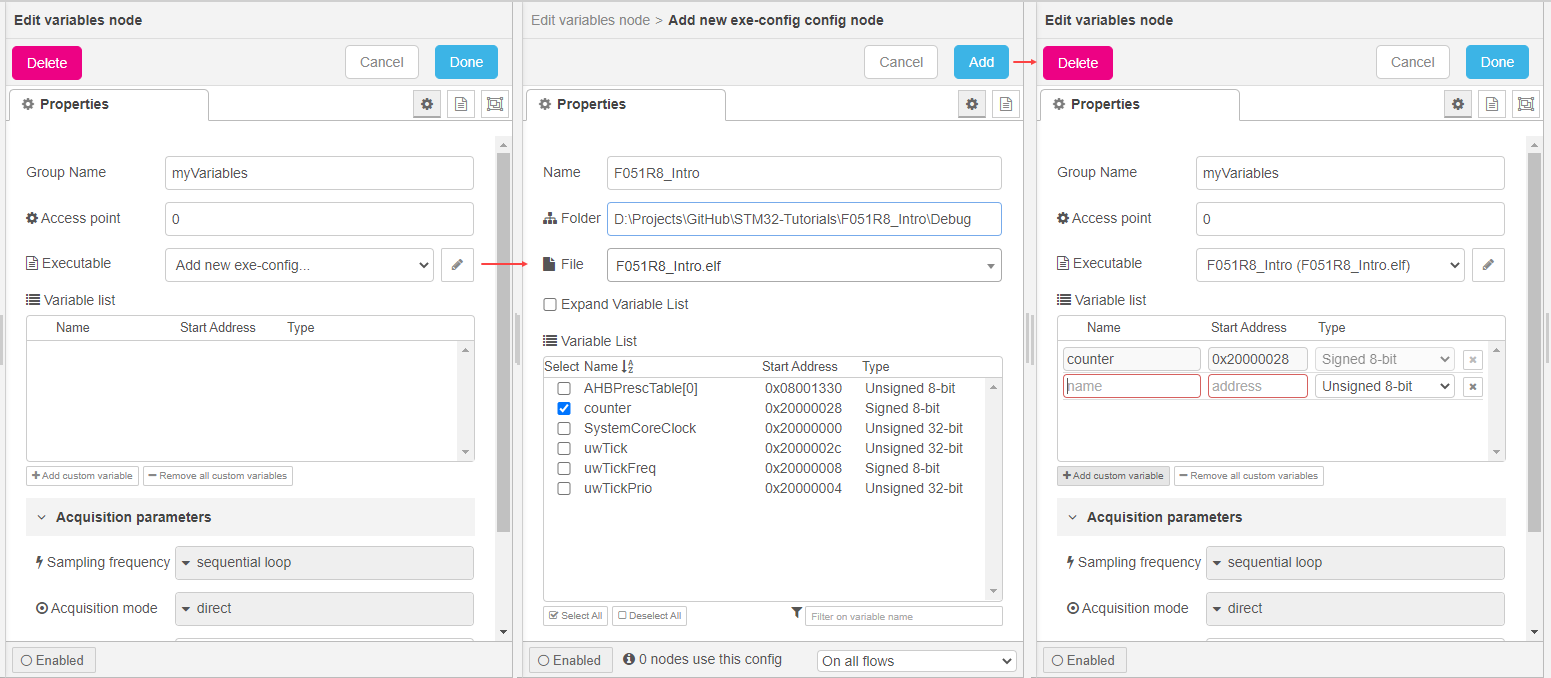 Edit variables node
Delete
Cancel
Done
Properties
Group Name
myVariables
Access point
0
Executable
Add new exe-config...
Variable list
Name Start Address Type
Add custom variable
Remove all custom variables
Acquisition parameters
Sampling frequency
sequential loop
Acquisition mode
direct
Enabled
Edit variables node > Add new exe-config config node
Cancel
Add
Properties
Name
F051R8_Intro
Folder
D:\Projects\GitHub\STM32-Tutorials\F051R8_Intro\Debug
File
F051R8_Intro.elf
Expand Variable List
Variable List
Select Name Start Address Type
AHBPrescTable[0] 0x08001330 Unsigned 8-bit
counter 0x20000028 Signed 8-bit
SystemCoreClock 0x20000000 Unsigned 32-bit
uwTick 0x2000002c Unsigned 32-bit
uwTickFreq 0x20000008 Signed 8-bit
uwTickPrio 0x20000004 Unsigned 32-bit
Select All
Deselect All
Filter on variable name
Enabled
0 nodes use this config
On all flows
Edit variables node
Delete
Cancel
Done
Properties
Group Name
myVariables
Access point
0
Executable
F051R8_Intro (F051R8_Intro.elf)
Variable list
Name Start Address Type
counter 0x20000028 Signed 8-bit
name address Unsigned 8-bit
Add custom variable
Remove all custom variables
Acquisition parameters
Sampling frequency
sequential loop
Acquisition mode
direct
Enabled